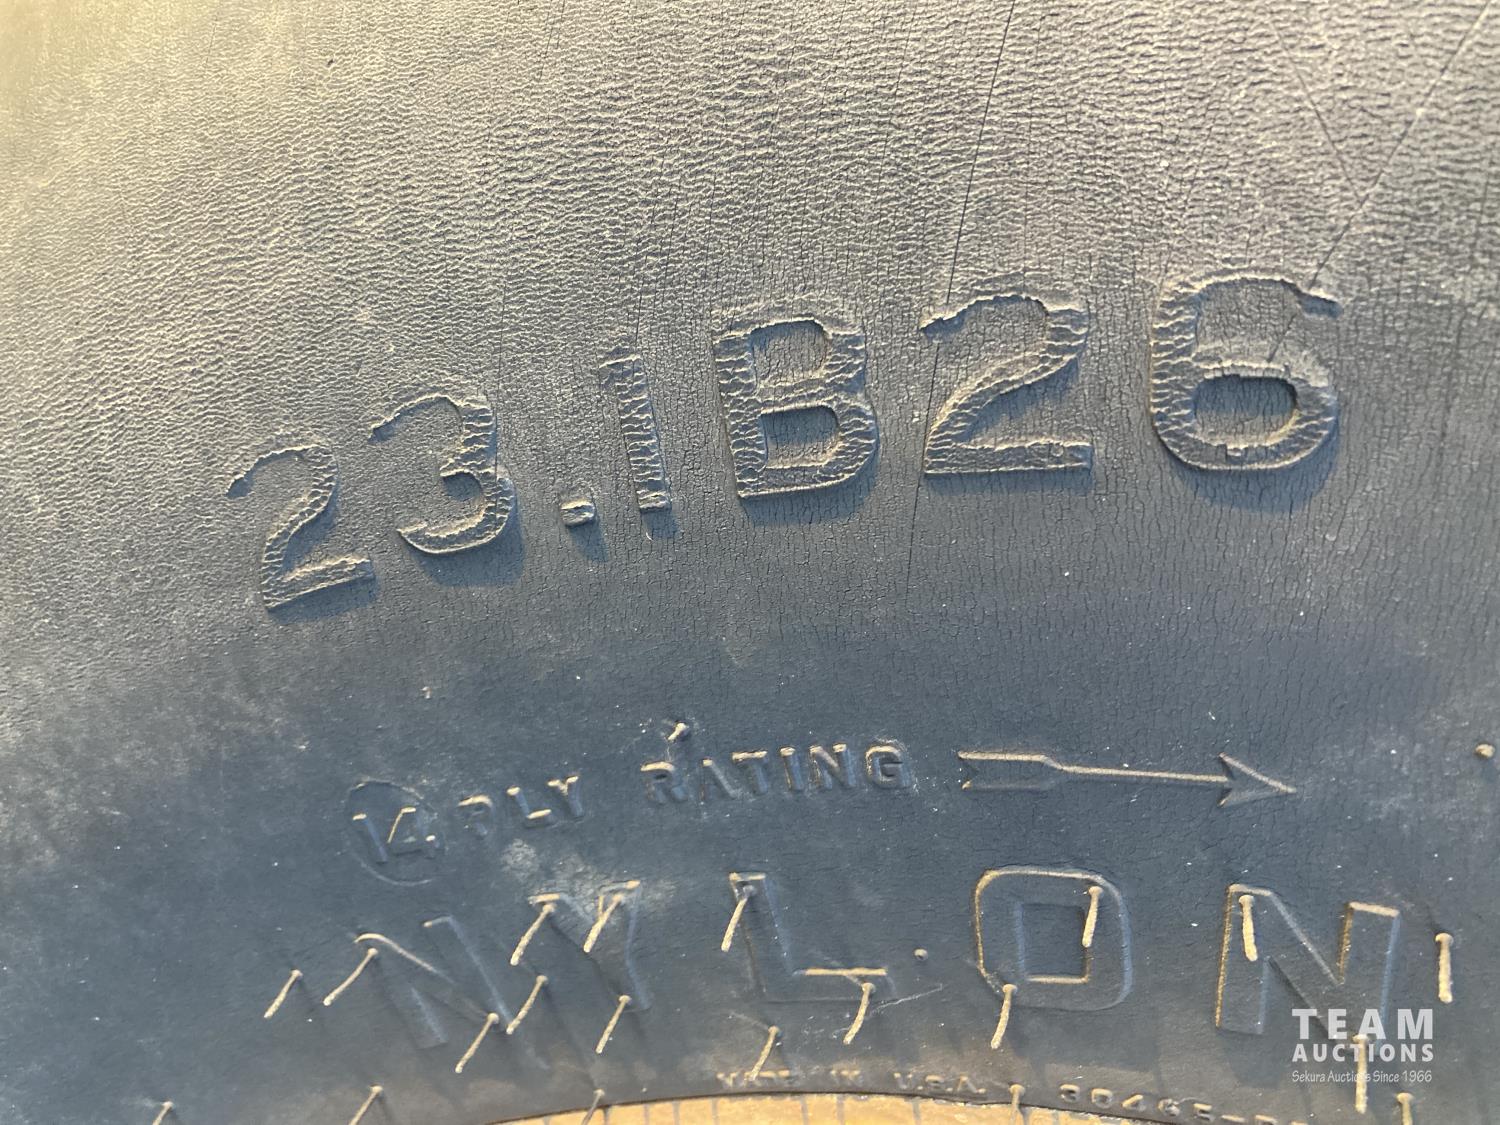 23.1B26
14 PLY RATING
NYLON
MADE IN U.S.A.
TEAM
AUCTIONS
Sekura Auctions Since 1966